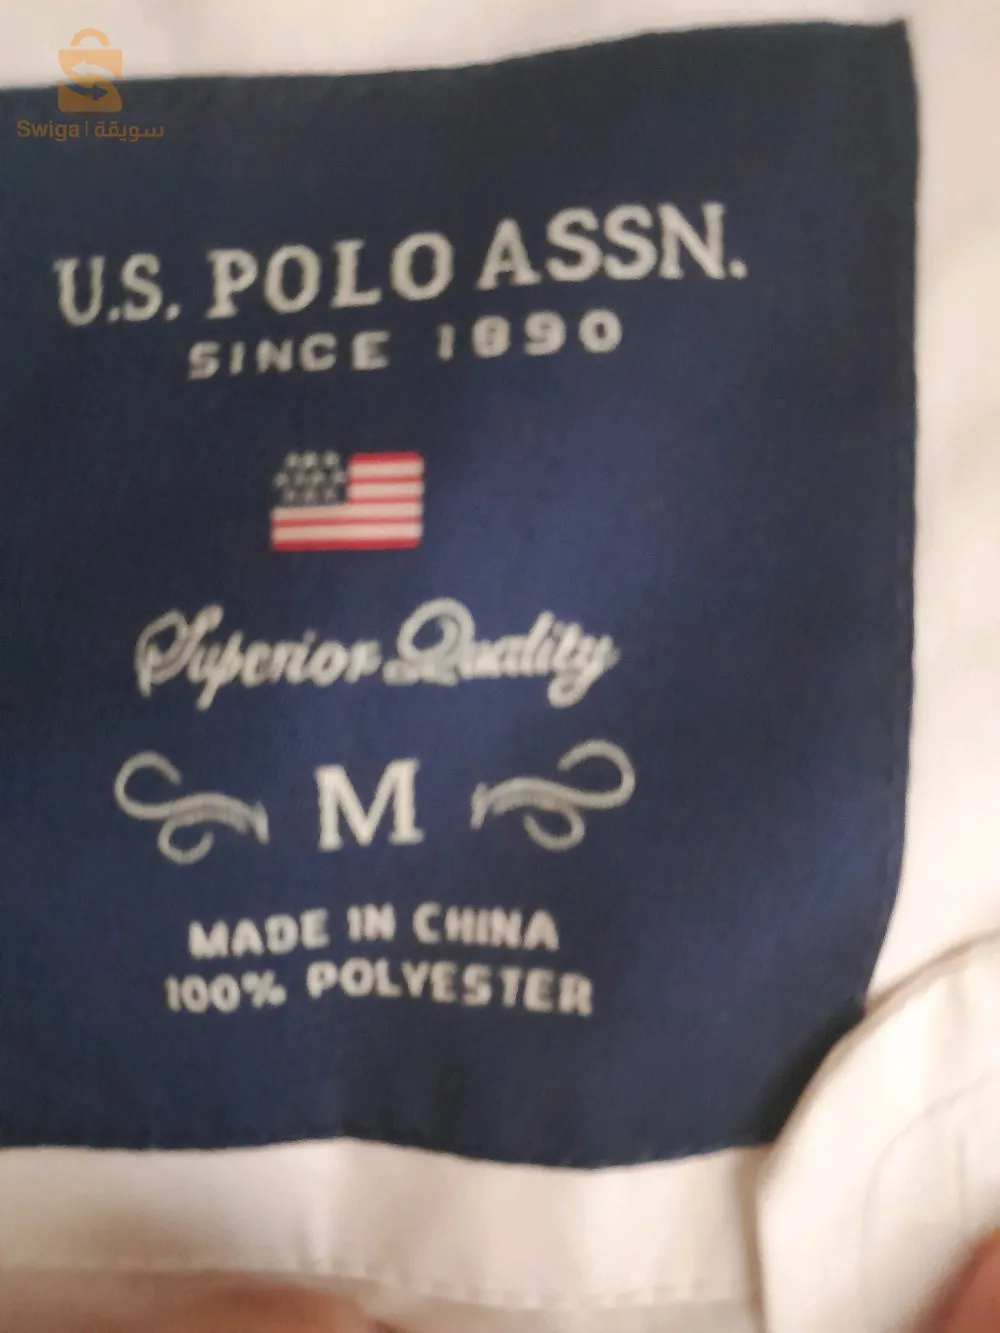 Swiga | سويقة
U.S. POLO ASSN.
SINCE 1890
Superior Quality
M
MADE IN CHINA
100% POLYESTER